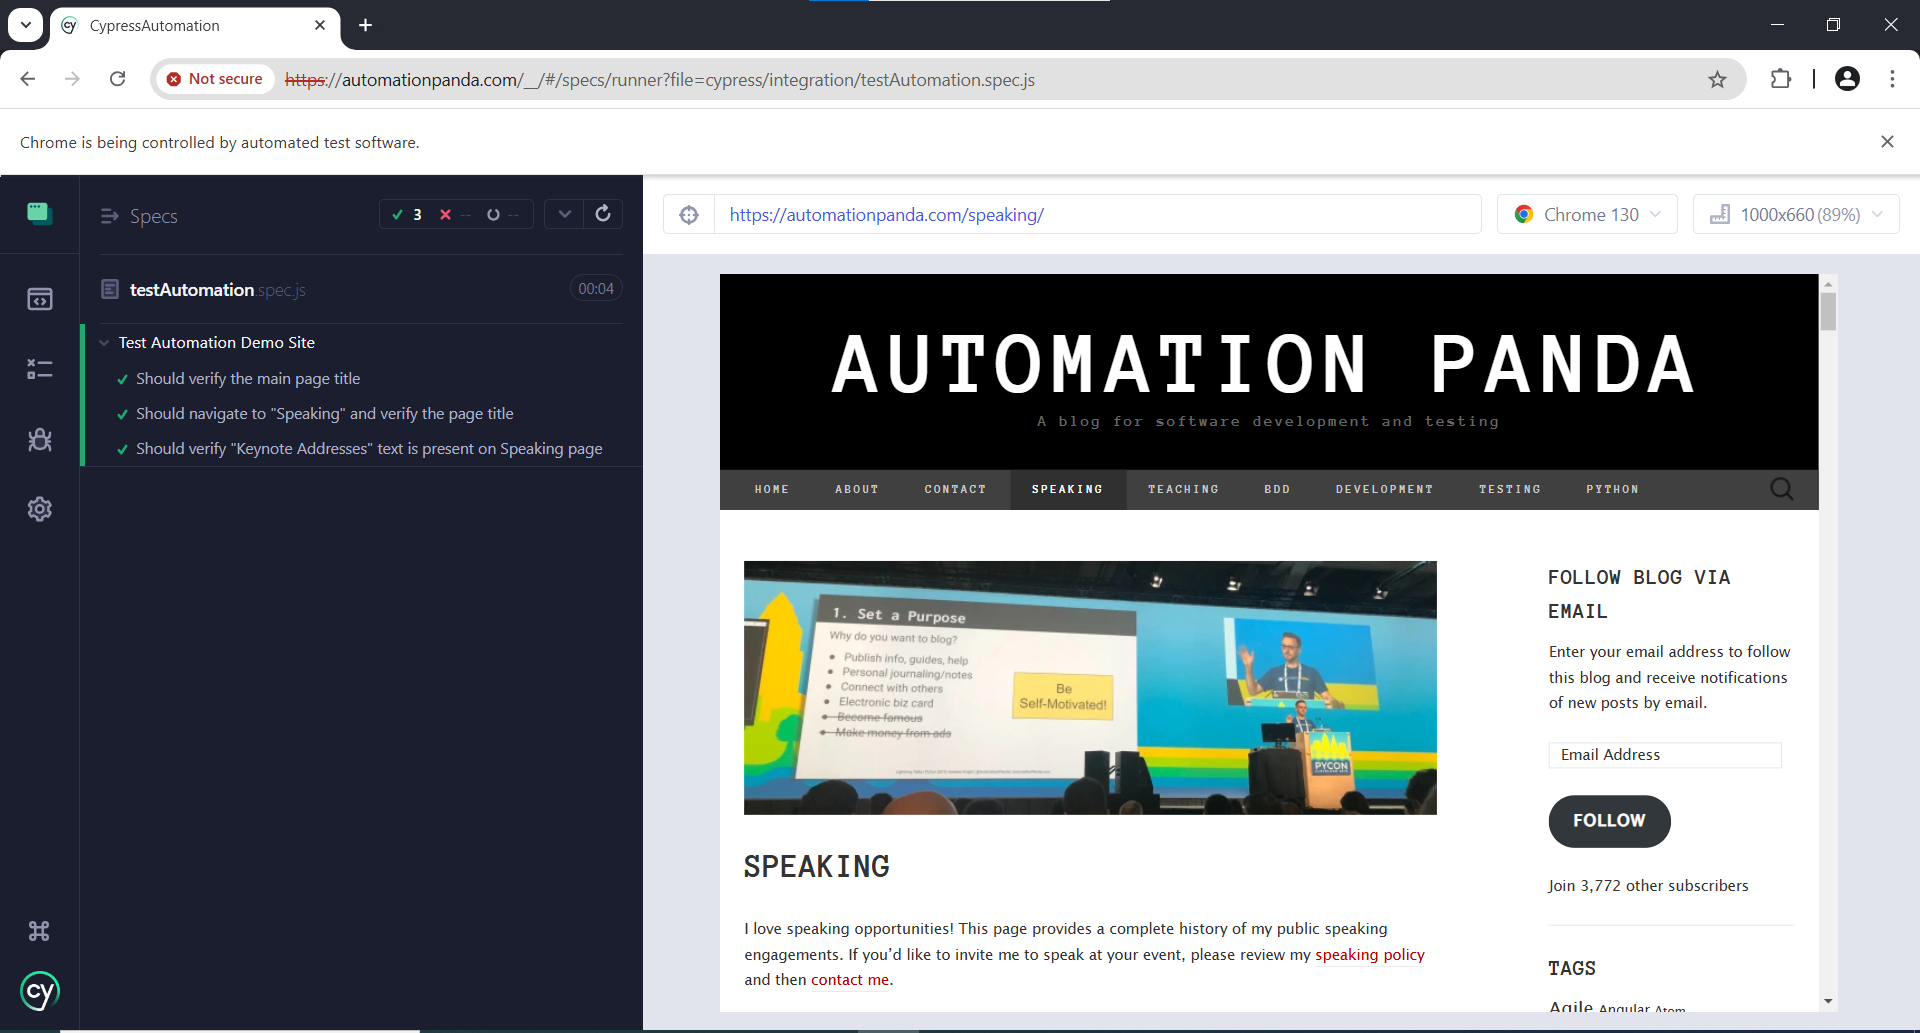 CypressAutomation
Not secure
https://automationpanda.com/__/#/specs/runner?file=cypress/integration/testAutomation.spec.js
Chrome is being controlled by automated test software.
Specs
3 -- --
testAutomation.spec.js
00:04
Test Automation Demo Site
Should verify the main page title
Should navigate to "Speaking" and verify the page title
Should verify "Keynote Addresses" text is present on Speaking page
cy
https://automationpanda.com/speaking/
Chrome 130
1000x660 (89%)
AUTOMATION PANDA
A blog for software development and testing
HOME ABOUT CONTACT SPEAKING TEACHING BDD DEVELOPMENT TESTING PYTHON
1. Set a Purpose
Why do you want to blog?
● Publish info, guides, help
● Personal journaling/notes
● Connect with others
● Electronic biz card
● Become famous
● Make money from ads
Be
Self-Motivated!
PYCON
SPEAKING
I love speaking opportunities! This page provides a complete history of my public speaking
engagements. If you’d like to invite me to speak at your event, please review my speaking policy
and then contact me.
FOLLOW BLOG VIA
EMAIL
Enter your email address to follow
this blog and receive notifications
of new posts by email.
Email Address
FOLLOW
Join 3,772 other subscribers
TAGS
Agile Angular Atom